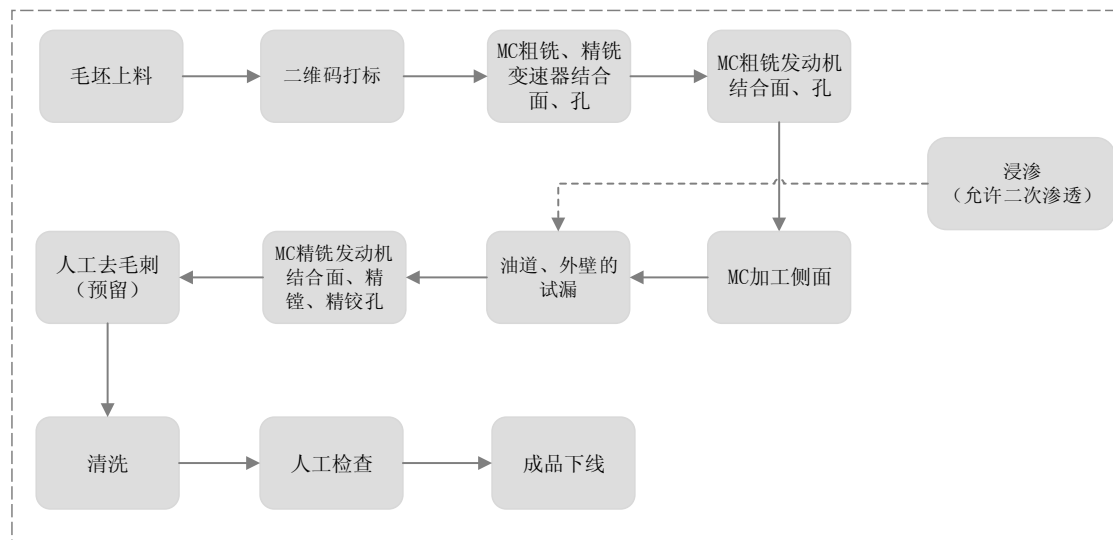 毛坯上料
二维码打标
MC粗铣、精铣
变速器结合
面、孔
MC粗铣发动机
结合面、孔
浸渗
（允许二次渗透）
人工去毛刺
（预留）
MC精铣发动机
结合面、精
镗、精铰孔
油道、外壁的
试漏
MC加工侧面
清洗
人工检查
成品下线